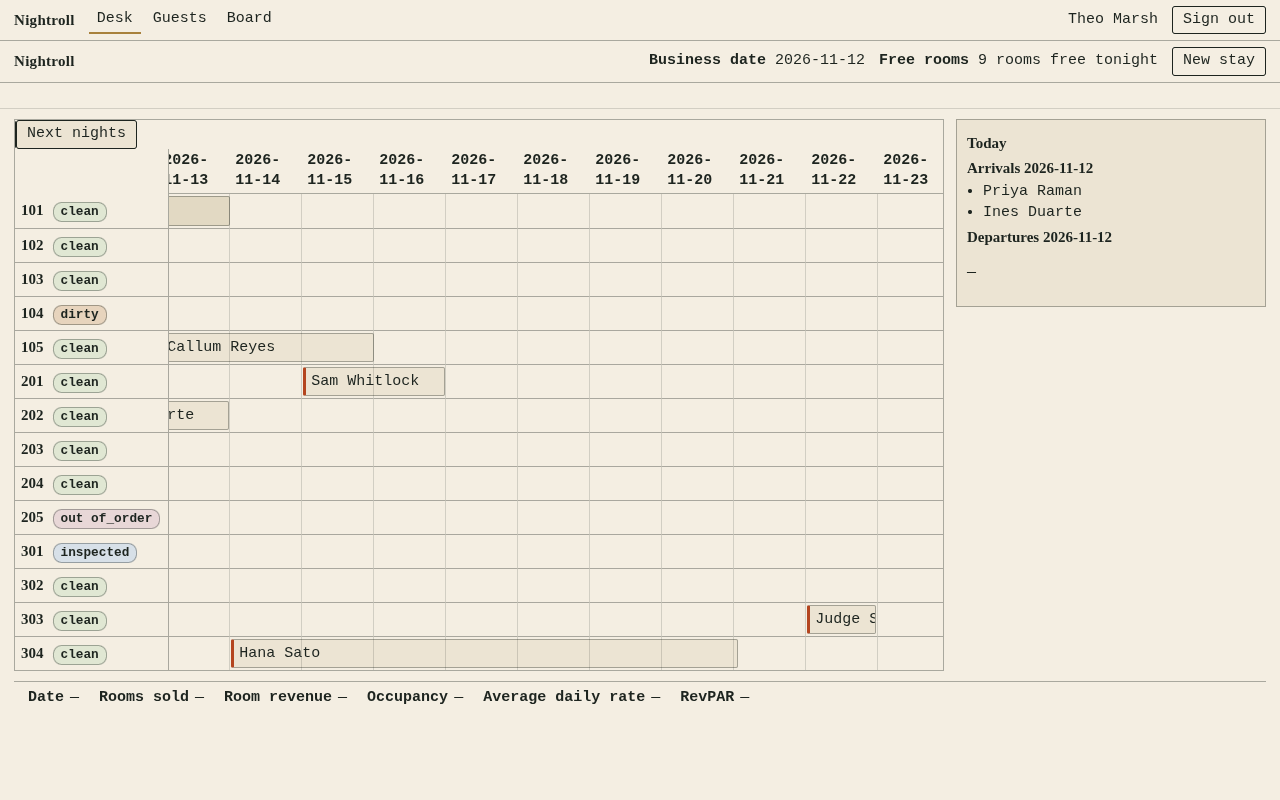 Nightroll Desk Guests Board Theo Marsh Sign out
Nightroll Business date 2026-11-12 Free rooms 9 rooms free tonight New stay
Next nights
2026- 2026- 2026- 2026- 2026- 2026- 2026- 2026- 2026- 2026- 2026-
11-13 11-14 11-15 11-16 11-17 11-18 11-19 11-20 11-21 11-22 11-23
101 clean
102 clean
103 clean
104 dirty
105 clean Callum Reyes
201 clean Sam Whitlock
202 clean rte
203 clean
204 clean
205 out of_order
301 inspected
302 clean
303 clean Judge S
304 clean Hana Sato
Today
Arrivals 2026-11-12
• Priya Raman
• Ines Duarte
Departures 2026-11-12
—
Date — Rooms sold — Room revenue — Occupancy — Average daily rate — RevPAR —